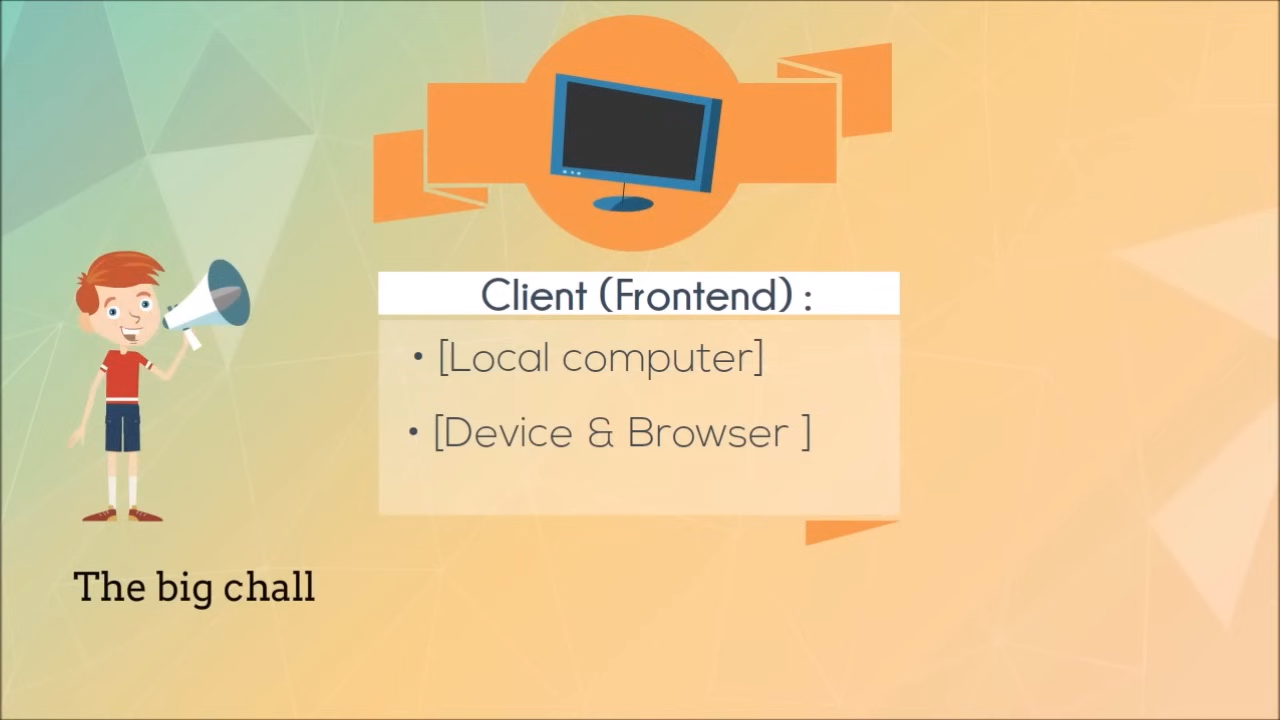 Client (Frontend) :
• [Local computer]
• [Device & Browser ]
The big chall